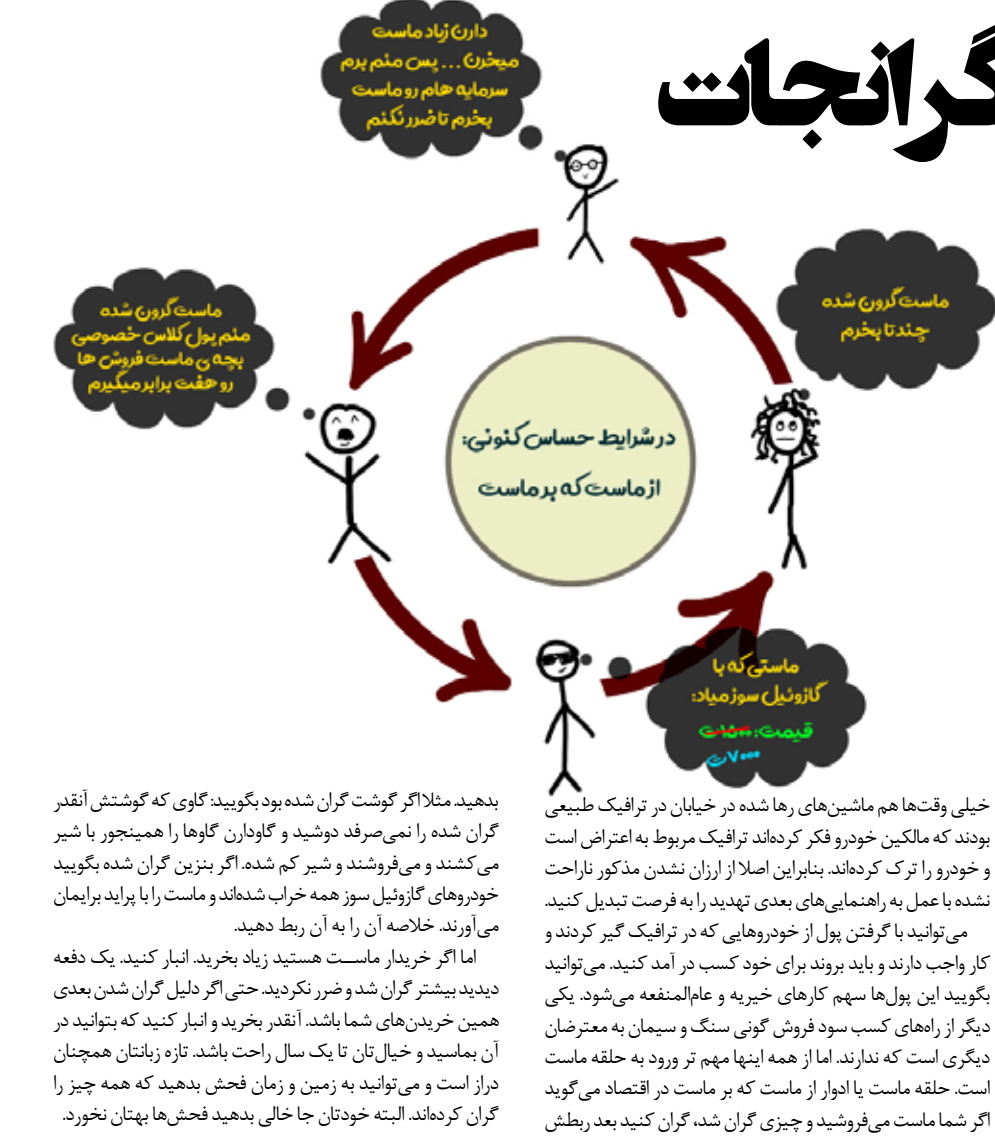 گرانجات
دارن زیاد ماست
میخرن... پس منم برم
سرمایه هام رو ماست
بخرم تا ضرر نکنم
ماست گرون شده
چند تا بخرم
ماست گرون شده
منم پول کلاس خصوصی
بچه ی ماست فروش ها
رو هفت برابر میگیرم
در شرایط حساس کنونی:
از ماست که بر ماست
ماستی که با
گازوئیل سوز میاد:
قیمت: ۱۵۰۰ت
۷۰۰۰ت
خیلی وقت‌ها هم ماشین‌های رها شده در خیابان در ترافیک طبیعی
بودند که مالکین خودرو فکر کرده‌اند ترافیک مربوط به اعتراض است
و خودرو را ترک کرده‌اند. بنابراین اصلا از ارزان نشدن مذکور ناراحت
نشده با عمل به راهنمایی‌های بعدی تهدید را به فرصت تبدیل کنید.
می‌توانید با گرفتن پول از خودروهایی که در ترافیک گیر کردند و
کار واجب دارند و باید بروند برای خود کسب در آمد کنید. می‌توانید
بگویید این پول‌ها سهم کارهای خیریه و عام‌المنفعه می‌شود. یکی
دیگر از راه‌های کسب سود فروش گونی سنگ و سیمان به معترضان
دیگری است که ندارند. اما از همه اینها مهم تر ورود به حلقه ماست
است. حلقه ماست یا ادوار از ماست که بر ماست در اقتصاد می‌گوید
اگر شما ماست می‌فروشید و چیزی گران شد، گران کنید بعد ربطش
بدهید. مثلا اگر گوشت گران شده بود بگویید: گاوی که گوشتش آنقدر
گران شده را نمی‌صرفد دوشید و گاودارن گاوها را همینجور با شیر
می‌کشند و می‌فروشند و شیر کم شده. اگر بنزین گران شده بگویید
خودروهای گازوئیل سوز همه خراب شده‌اند و ماست را با پراید برایمان
می‌آورند. خلاصه آن را به آن ربط دهید.
اما اگر خریدار ماست هستید زیاد بخرید. انبار کنید. یک دفعه
دیدید بیشتر گران شد و ضرر نکردید. حتی اگر دلیل گران شدن بعدی
همین خریدن‌های شما باشد. آنقدر بخرید و انبار کنید که بتوانید در
آن بماسید و خیال‌تان تا یک سال راحت باشد. تازه زبانتان همچنان
دراز است و می‌توانید به زمین و زمان فحش بدهید که همه چیز را
گران کرده‌اند. البته خودتان جا خالی بدهید فحش‌ها بهتان نخورد.